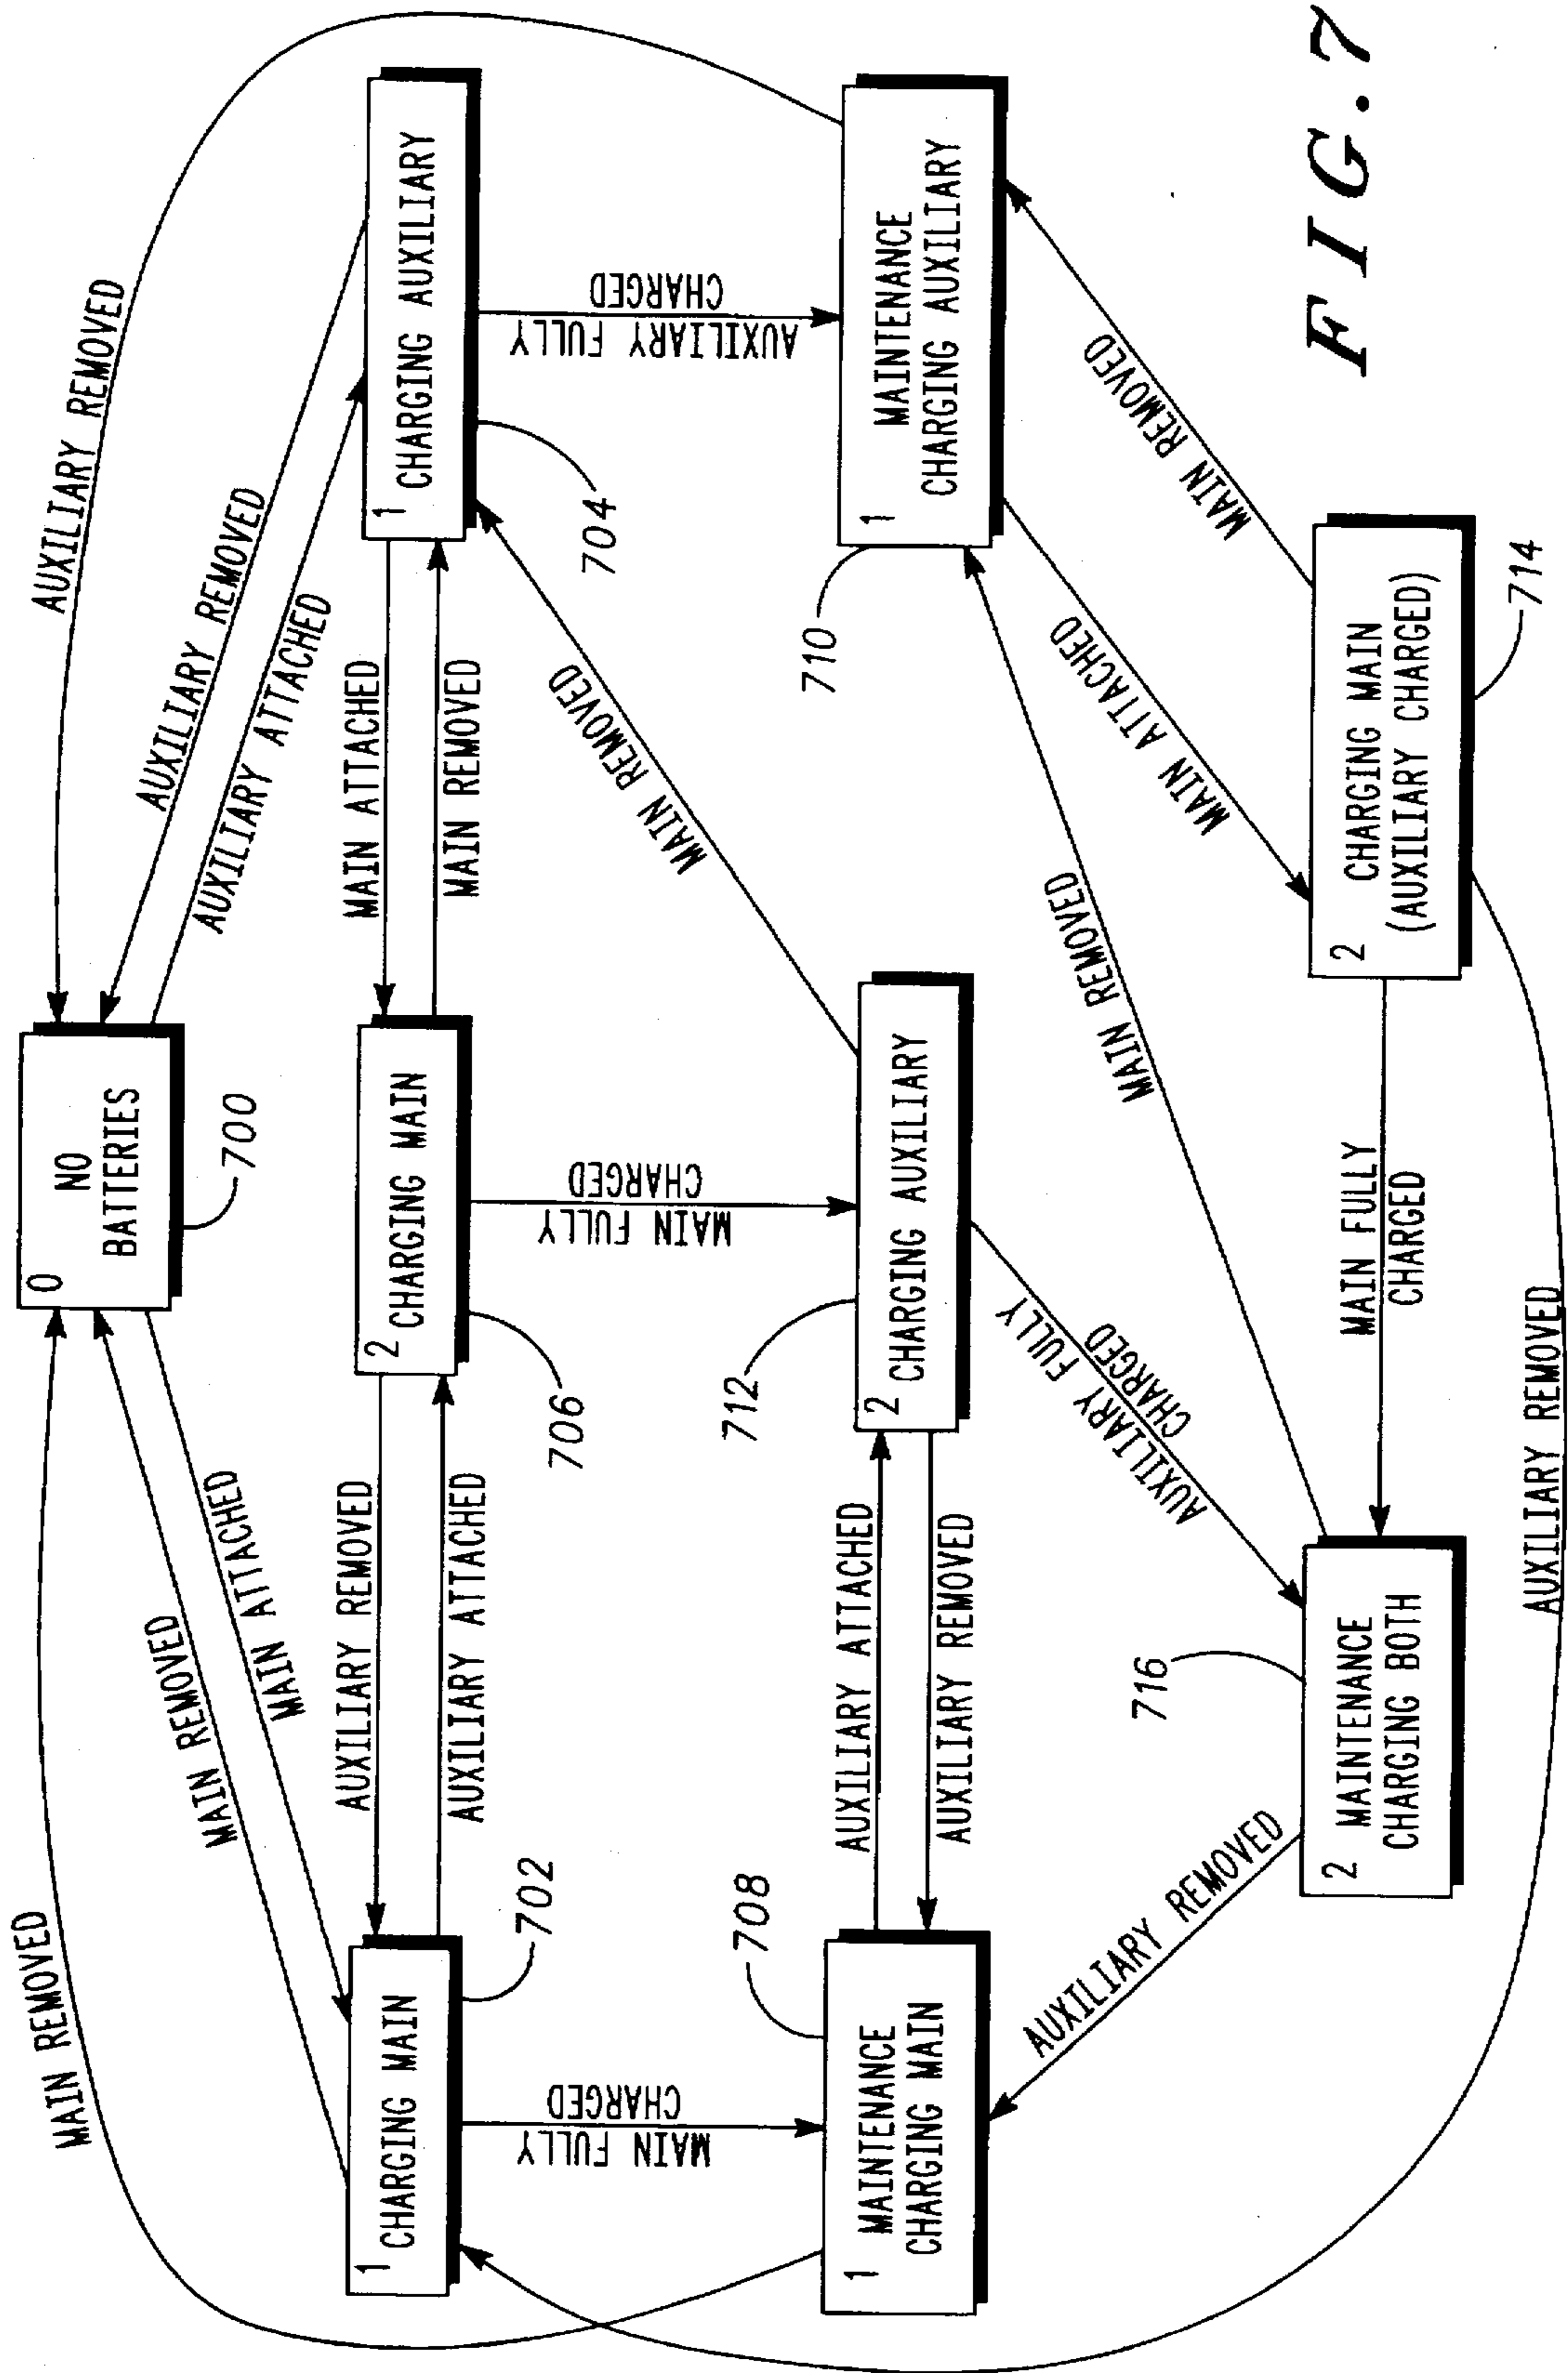 MAIN REMOVED
AUXILIARY REMOVED
0
NO
BATTERIES
700
MAIN REMOVED
MAIN ATTACHED
AUXILIARY REMOVED
AUXILIARY ATTACHED
1
CHARGING MAIN
702
AUXILIARY REMOVED
AUXILIARY ATTACHED
2
CHARGING MAIN
706
MAIN ATTACHED
MAIN REMOVED
1
CHARGING AUXILIARY
704
MAIN FULLY
CHARGED
MAIN FULLY
CHARGED
MAIN REMOVED
AUXILIARY FULLY
CHARGED
708
1
MAINTENANCE
CHARGING MAIN
AUXILIARY ATTACHED
AUXILIARY REMOVED
712
2
CHARGING AUXILIARY
710
1
MAINTENANCE
CHARGING AUXILIARY
AUXILIARY REMOVED
AUXILIARY FULLY
CHARGED
MAIN REMOVED
MAIN ATTACHED
MAIN REMOVED
716
2
MAINTENANCE
CHARGING BOTH
MAIN FULLY
CHARGED
2
CHARGING MAIN
(AUXILIARY CHARGED)
714
AUXILIARY REMOVED
FIG.7